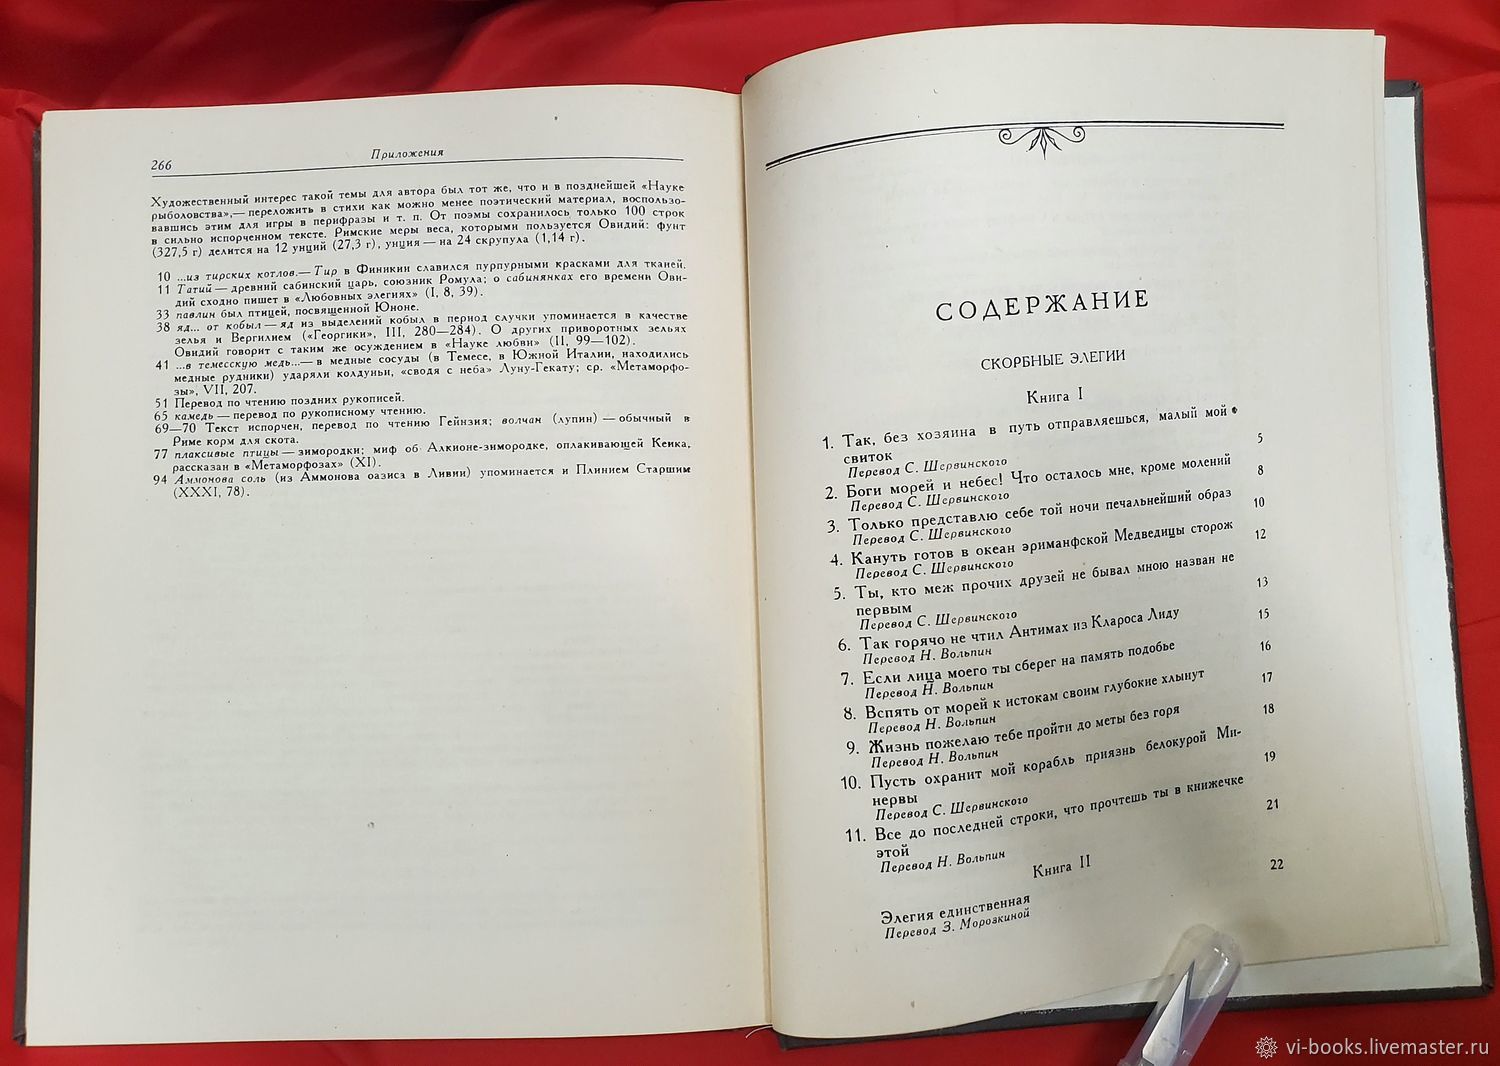 266
Приложения
Художественный интерес такой темы для автора был тот же, что и в позднейшей «Науке
рыболовства»,— переложить в стихи как можно менее поэтический материал, воспользо-
вавшись этим для игры в перифразы и т. п. От поэмы сохранилось только 100 строк
в сильно испорченном тексте. Римские меры веса, которыми пользуется Овидий: фунт
(327,5 г) делится на 12 унций (27,3 г), унция — на 24 скрупула (1,14 г).
10 ...из тирских котлов.— Тир в Финикии славился пурпурными красками для тканей.
11 Татий — древний сабинский царь, союзник Ромула; о сабинянках его времени Ови-
дий сходно пишет в «Любовных элегиях» (I, 8, 39).
33 павлин был птицей, посвященной Юноне.
38 яд... от кобыл — яд из выделений кобыл в период случки упоминается в качестве
зелья и Вергилием («Георгики», III, 280—284). О других приворотных зельях
Овидий говорит с таким же осуждением в «Науке любви» (II, 99—102).
41 ...в темесскую медь...— в медные сосуды (в Темесе, в Южной Италии, находились
медные рудники) ударяли колдуньи, «сводя с неба» Луну-Гекату; ср. «Метаморфо-
зы», VII, 207.
51 Перевод по чтению поздних рукописей.
65 камедь — перевод по рукописному чтению.
69—70 Текст испорчен, перевод по чтению Гейнзия; волчан (лупин) — обычный в
Риме корм для скота.
77 плаксивые птицы — зимородки; миф об Алкионе-зимородке, оплакивающей Кеика,
рассказан в «Метаморфозах» (XI).
94 Аммонова соль (из Аммонова оазиса в Ливии) упоминается и Плинием Старшим
(XXXI, 78).
СОДЕРЖАНИЕ
СКОРБНЫЕ ЭЛЕГИИ
Книга I
1. Так, без хозяина в путь отправляешься, малый мой
свиток 5
Перевод С. Шервинского
2. Боги морей и небес! Что осталось мне, кроме молений 8
Перевод С. Шервинского
3. Только представлю себе той ночи печальнейший образ 10
Перевод С. Шервинского
4. Кануть готов в океан эриманфской Медведицы сторож 12
Перевод С. Шервинского
5. Ты, кто меж прочих друзей не бывал мною назван не
первым 13
Перевод С. Шервинского
6. Так горячо не чтил Антимах из Клароса Лиду 15
Перевод Н. Вольпин
7. Если лица моего ты сберег на память подобье 16
Перевод Н. Вольпин
8. Вспять от морей к истокам своим глубокие хлынут 17
Перевод Н. Вольпин
9. Жизнь пожелаю тебе пройти до меты без горя 18
Перевод Н. Вольпин
10. Пусть охранит мой корабль приязнь белокурой Ми-
нервы 19
Перевод С. Шервинского
11. Все до последней строки, что прочтешь ты в книжечке
этой 21
Перевод Н. Вольпин
Книга II
Элегия единственная 22
Перевод З. Морозкиной
vi-books.livemaster.ru